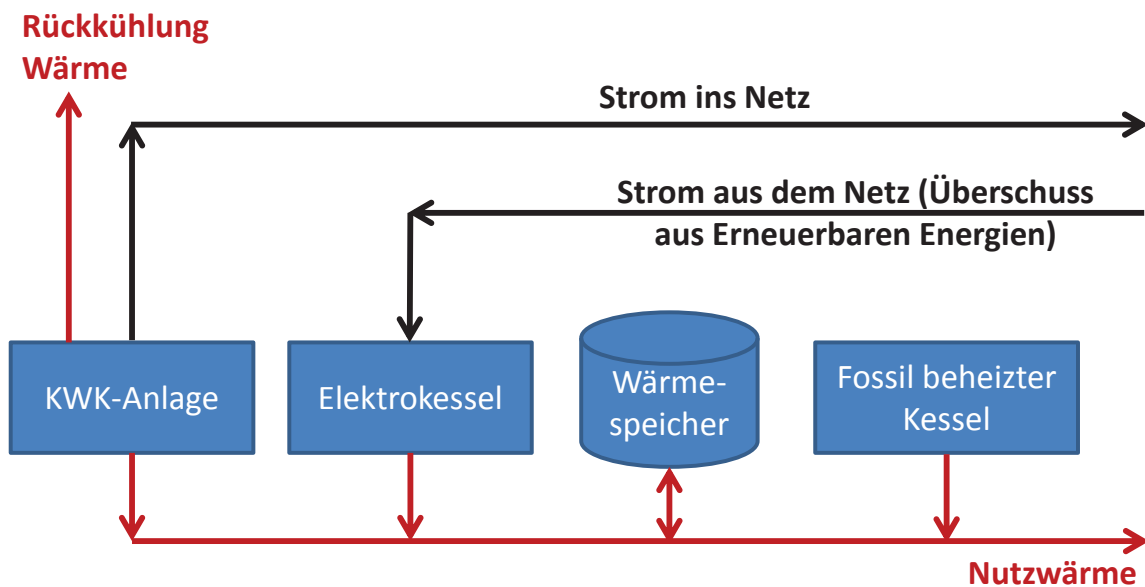 Rückkühlung
Wärme
Strom ins Netz
Strom aus dem Netz (Überschuss
aus Erneuerbaren Energien)
KWK-Anlage
Elektrokessel
Wärme-
speicher
Fossil beheizter
Kessel
Nutzwärme